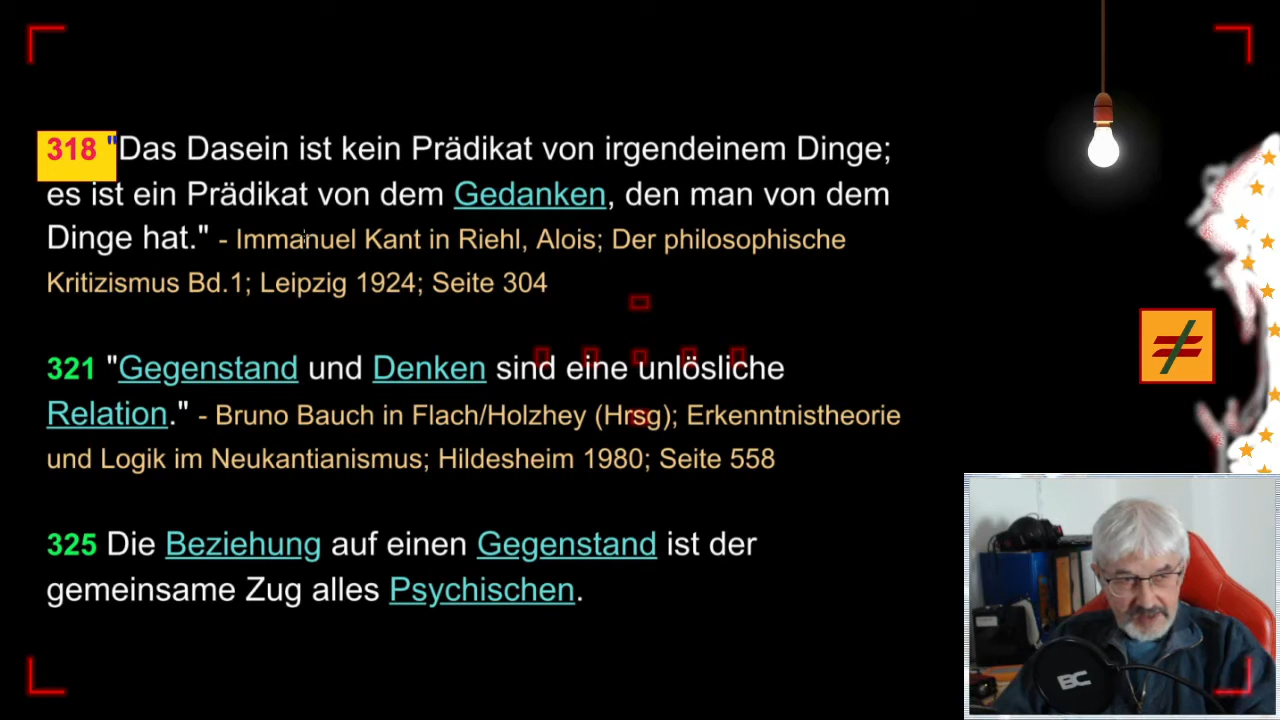 318 "Das Dasein ist kein Prädikat von irgendeinem Dinge;
es ist ein Prädikat von dem Gedanken, den man von dem
Dinge hat." - Immanuel Kant in Riehl, Alois; Der philosophische
Kritizismus Bd.1; Leipzig 1924; Seite 304
321 "Gegenstand und Denken sind eine unlösliche
Relation." - Bruno Bauch in Flach/Holzhey (Hrsg); Erkenntnistheorie
und Logik im Neukantianismus; Hildesheim 1980; Seite 558
325 Die Beziehung auf einen Gegenstand ist der
gemeinsame Zug alles Psychischen.
≠
BC